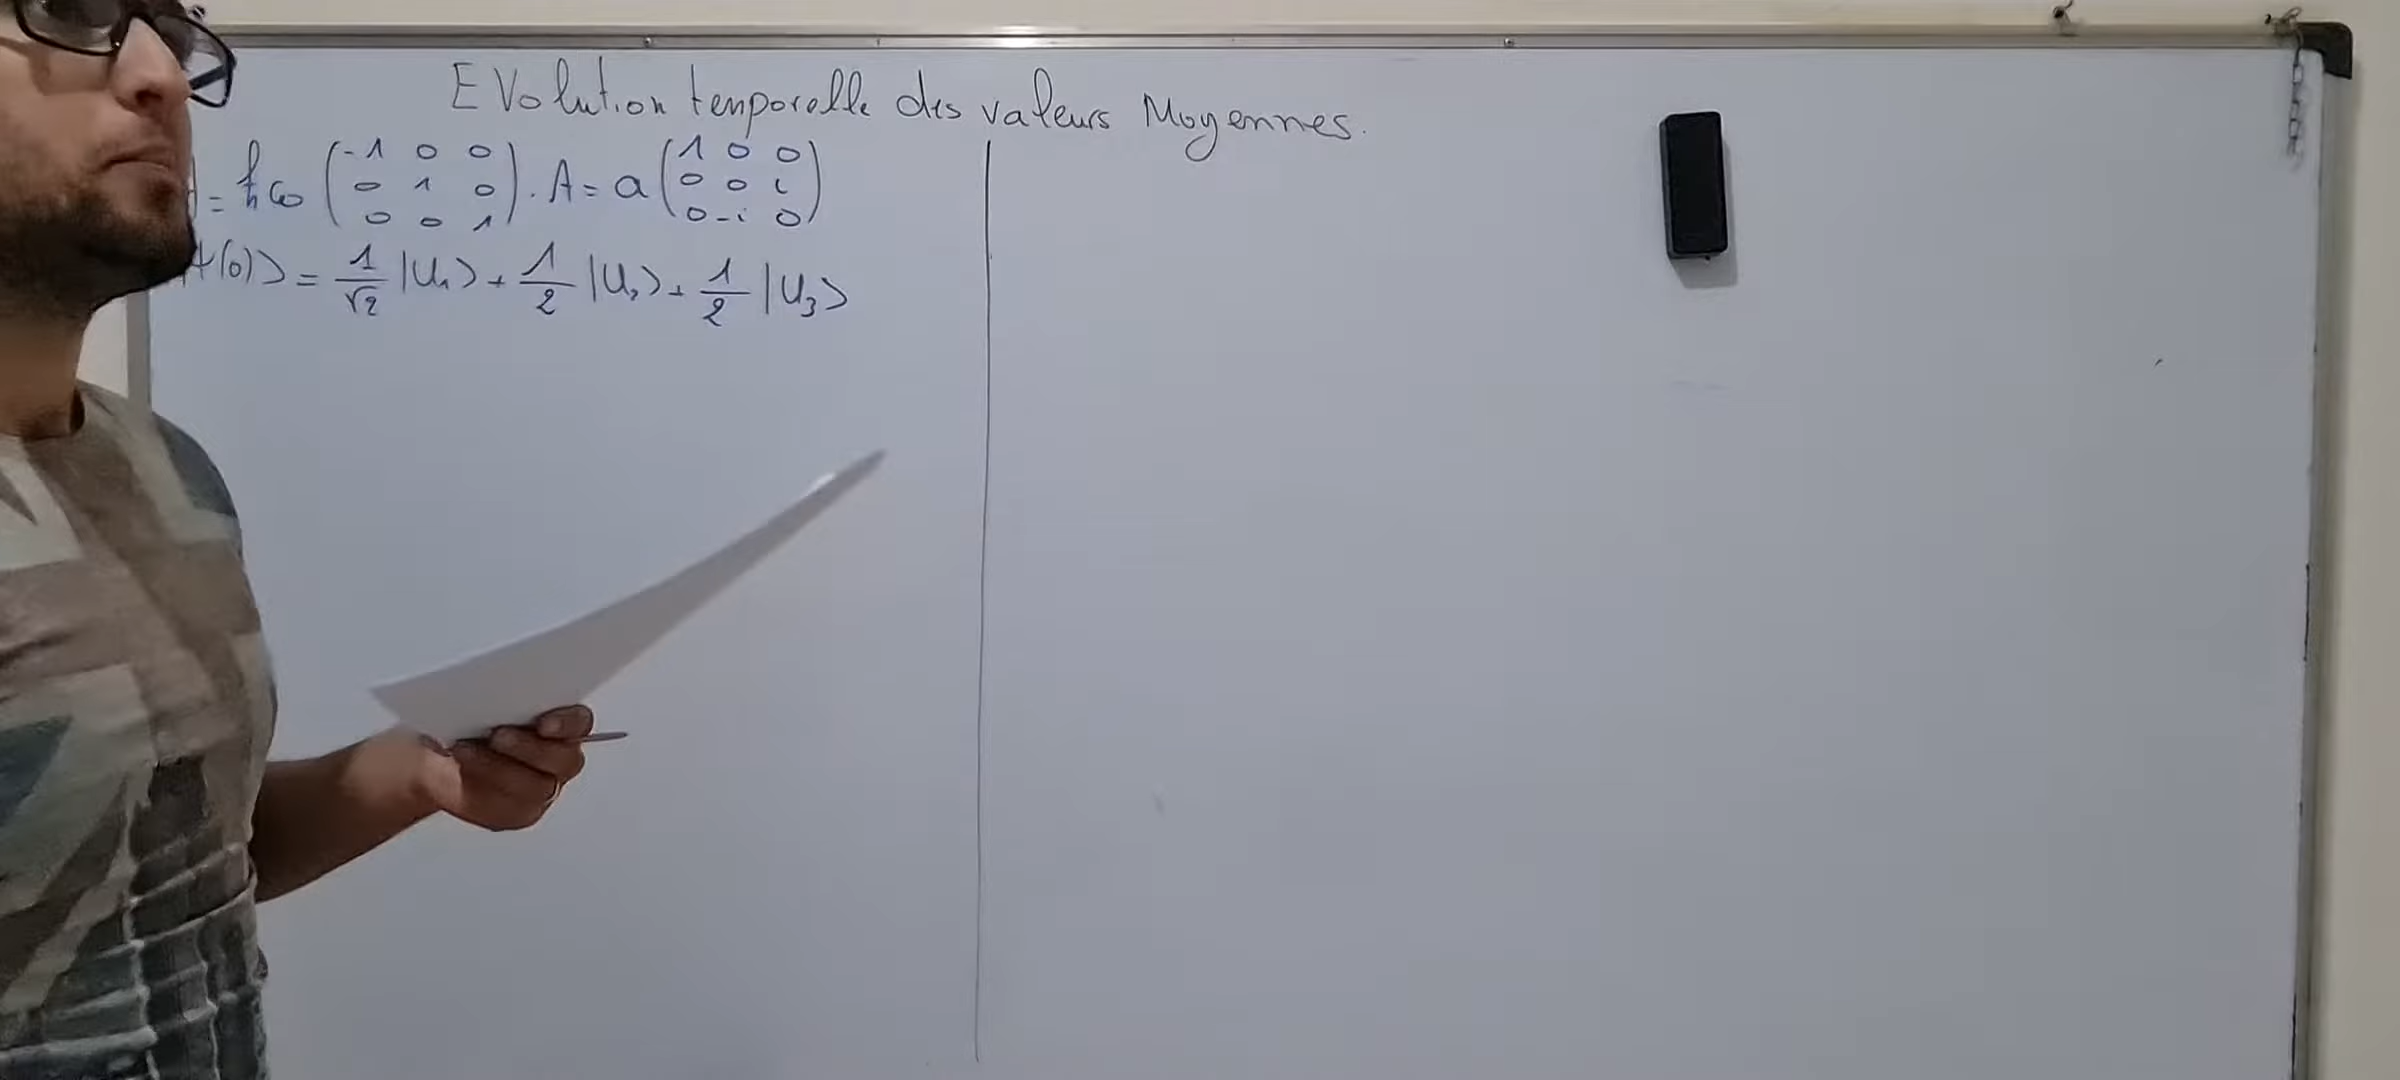 EVolution temporelle des valeurs Moyennes.
= ħω (-1 0 0 / 0 1 0 / 0 0 1) . A = a (1 0 0 / 0 0 i / 0 -i 0)
(0)⟩ = 1/√2 |U₁⟩ + 1/2 |U₂⟩ + 1/2 |U₃⟩